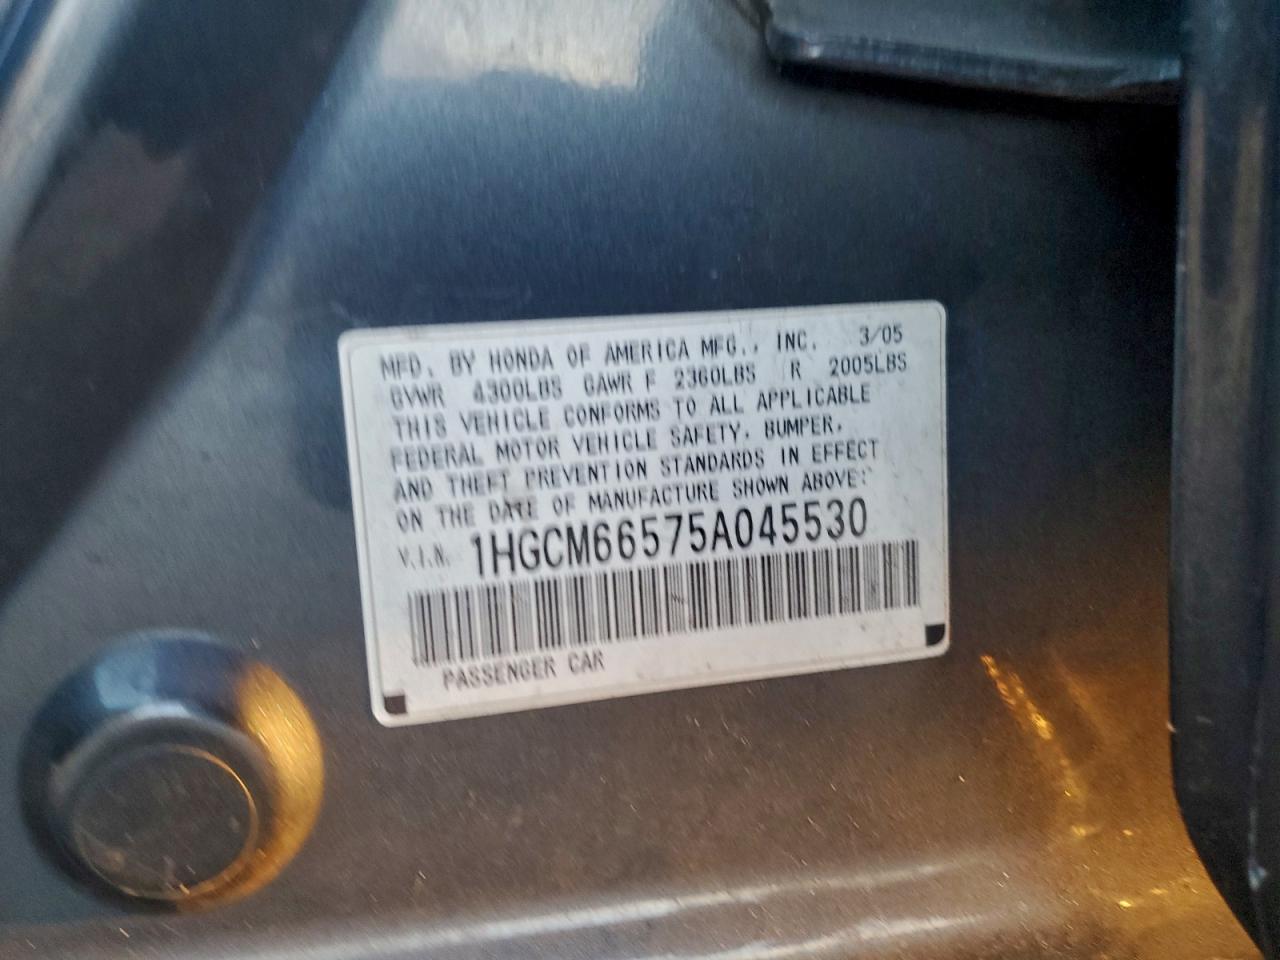 MFD. BY HONDA OF AMERICA MFG., INC. 3/05
GVWR 4300LBS GAWR F 2360LBS R 2005LBS
THIS VEHICLE CONFORMS TO ALL APPLICABLE
FEDERAL MOTOR VEHICLE SAFETY, BUMPER,
AND THEFT PREVENTION STANDARDS IN EFFECT
ON THE DATE OF MANUFACTURE SHOWN ABOVE:
V.I.N. 1HGCM66575A045530
PASSENGER CAR